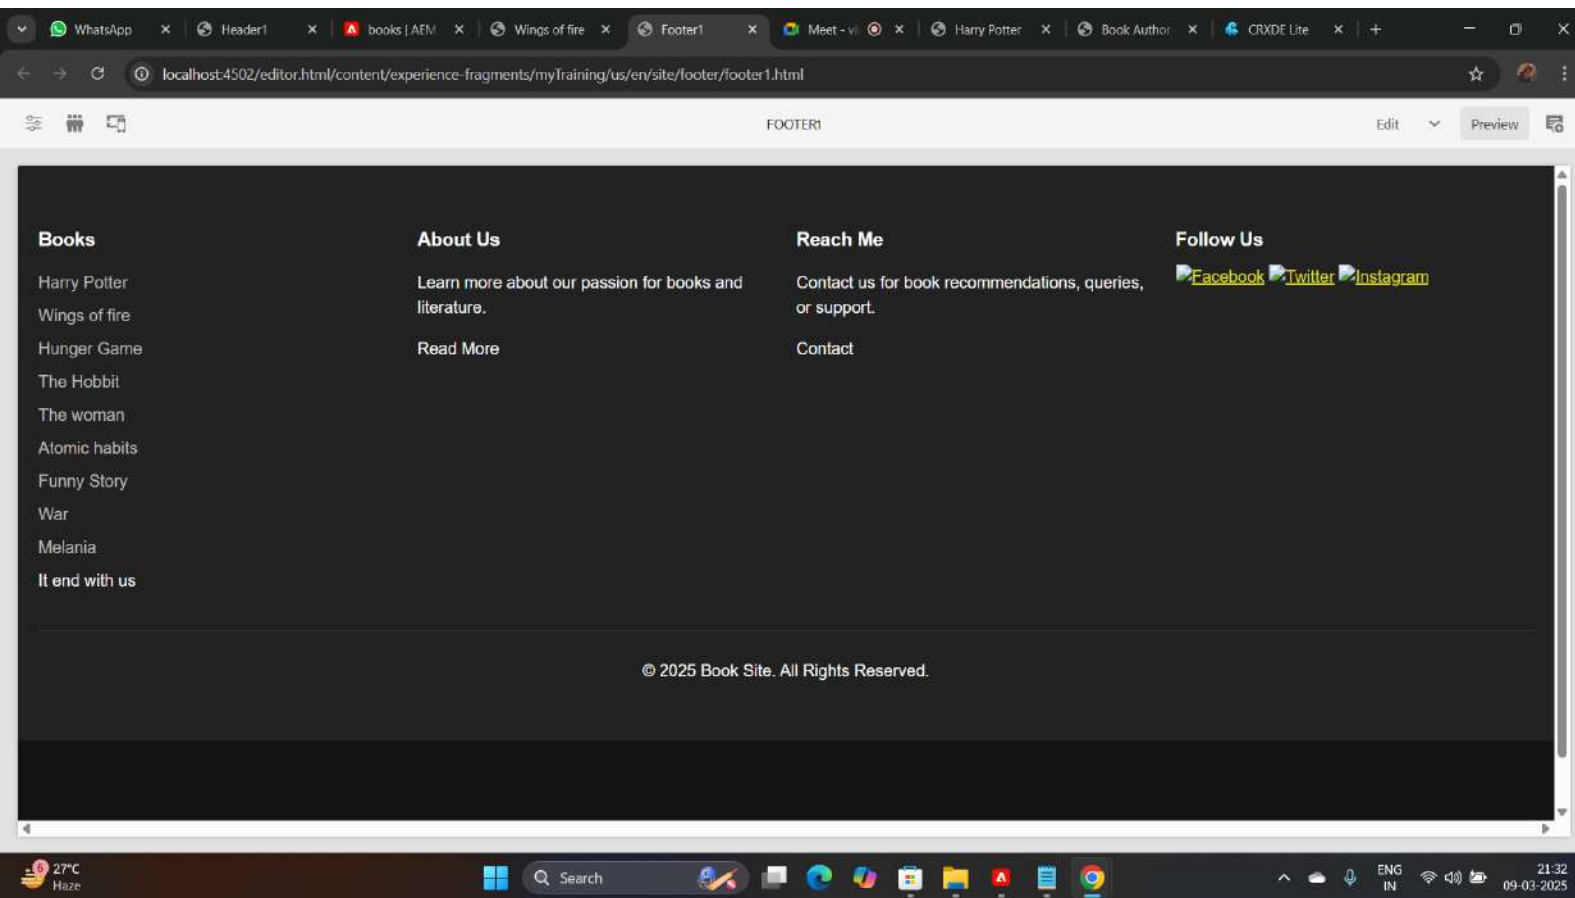 WhatsApp
Header1
books | AEM
Wings of fire
Footer1
Meet - vi
Harry Potter
Book Author
CRXDE Lite
localhost:4502/editor.html/content/experience-fragments/myTraining/us/en/site/footer/footer1.html
FOOTER1
Edit
Preview
Books
Harry Potter
Wings of fire
Hunger Game
The Hobbit
The woman
Atomic habits
Funny Story
War
Melania
It end with us
About Us
Learn more about our passion for books and
literature.
Read More
Reach Me
Contact us for book recommendations, queries,
or support.
Contact
Follow Us
Facebook Twitter Instagram
© 2025 Book Site. All Rights Reserved.
6
27°C
Haze
Search
ENG
IN
21:32
09-03-2025